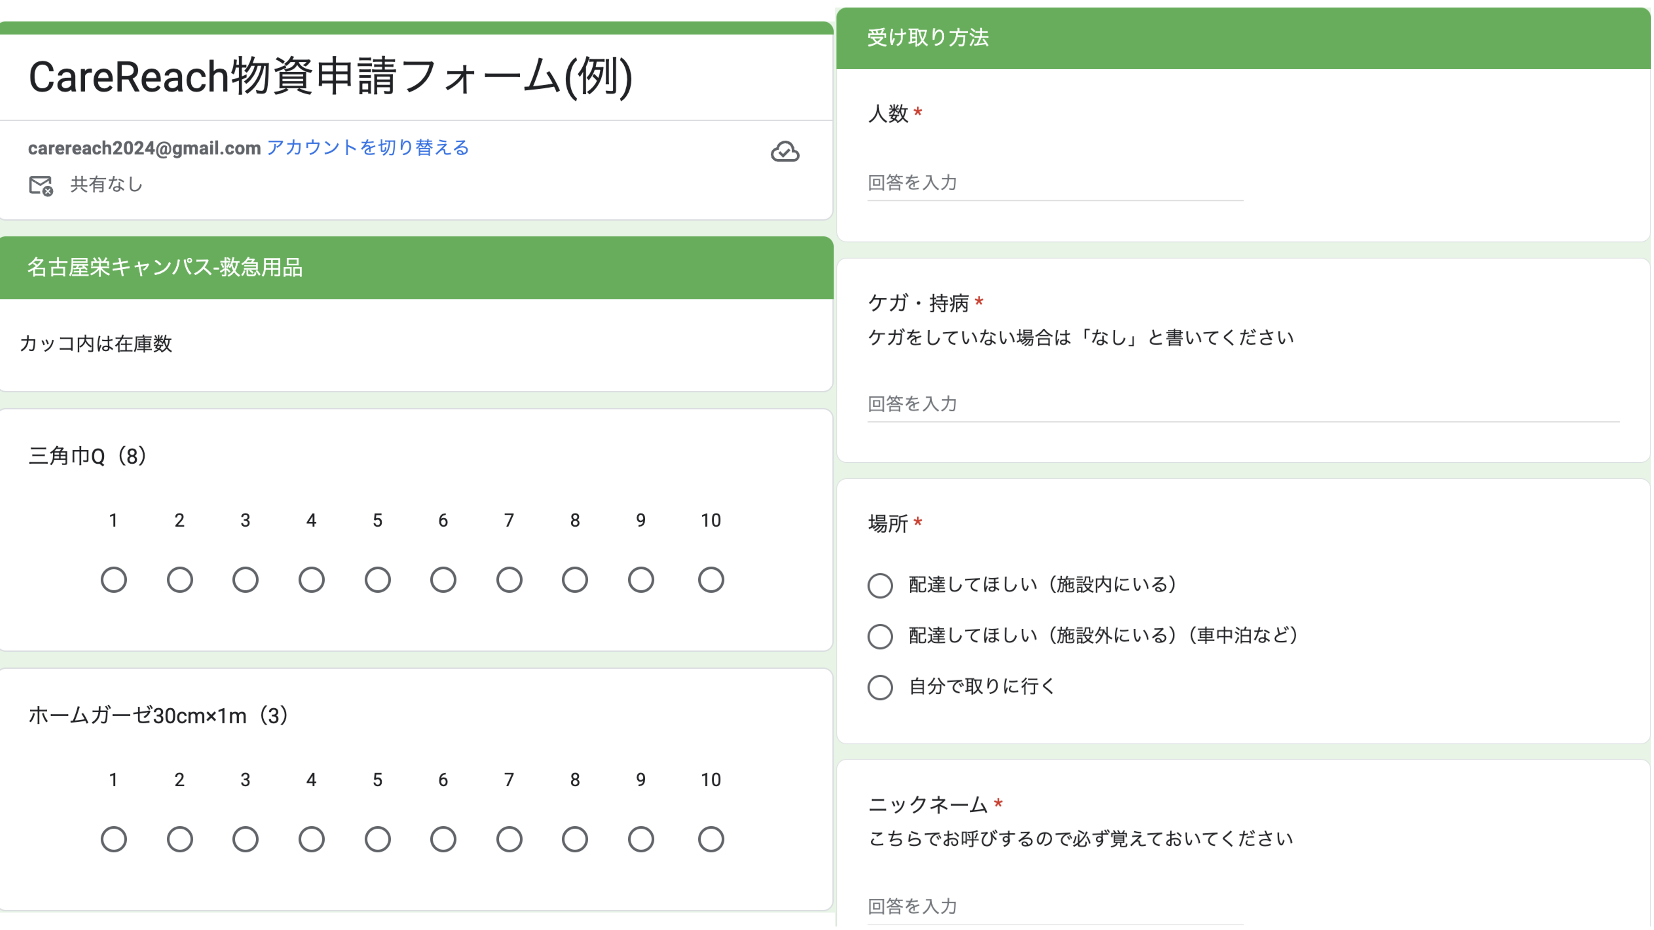 CareReach物資申請フォーム(例)
carereach2024@gmail.com アカウントを切り替える
共有なし
名古屋栄キャンパス-救急用品
カッコ内は在庫数
三角巾Q（8）
1 2 3 4 5 6 7 8 9 10
ホームガーゼ30cm×1m（3）
1 2 3 4 5 6 7 8 9 10
受け取り方法
人数 *
回答を入力
ケガ・持病 *
ケガをしていない場合は「なし」と書いてください
回答を入力
場所 *
配達してほしい（施設内にいる）
配達してほしい（施設外にいる）（車中泊など）
自分で取りに行く
ニックネーム *
こちらでお呼びするので必ず覚えておいてください
回答を入力